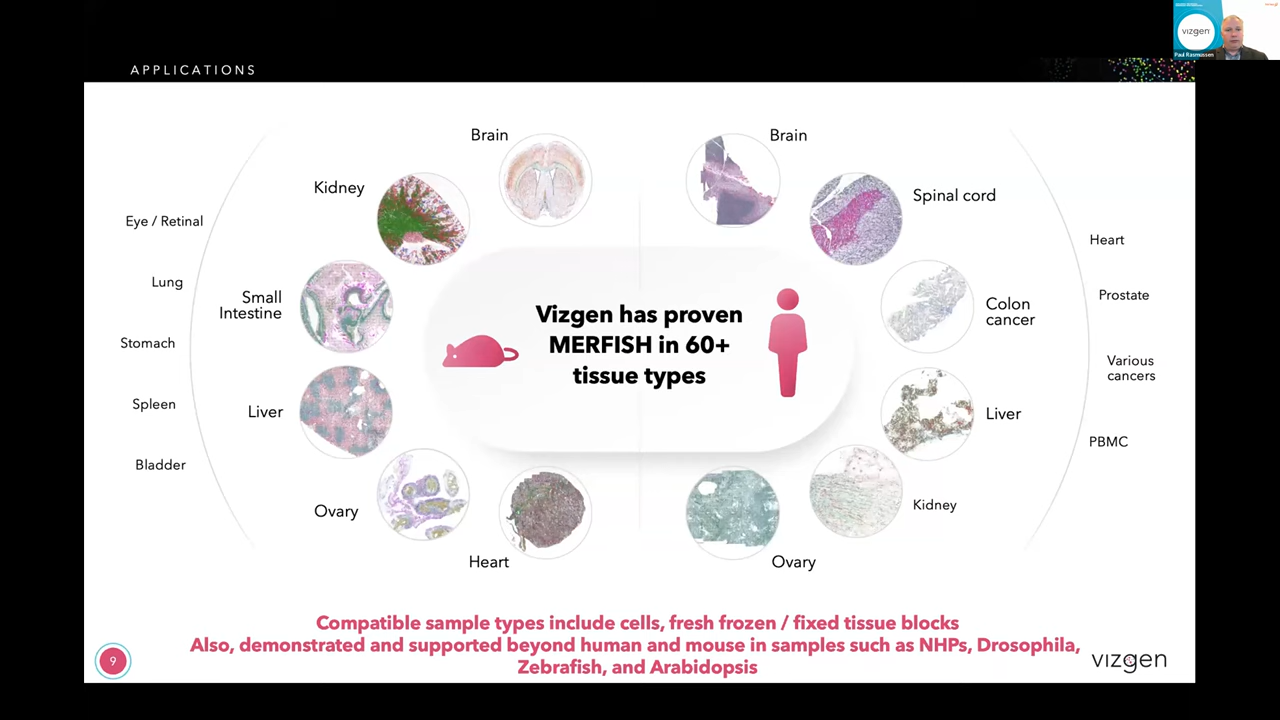 vizgen
Paul Rasmussen
APPLICATIONS
Brain
Kidney
Eye / Retinal
Lung
Small
Intestine
Stomach
Liver
Spleen
Bladder
Ovary
Heart
Vizgen has proven
MERFISH in 60+
tissue types
Brain
Spinal cord
Heart
Colon
cancer
Prostate
Various
cancers
Liver
PBMC
Kidney
Ovary
Compatible sample types include cells, fresh frozen / fixed tissue blocks
Also, demonstrated and supported beyond human and mouse in samples such as NHPs, Drosophila,
Zebrafish, and Arabidopsis
9
vizgen